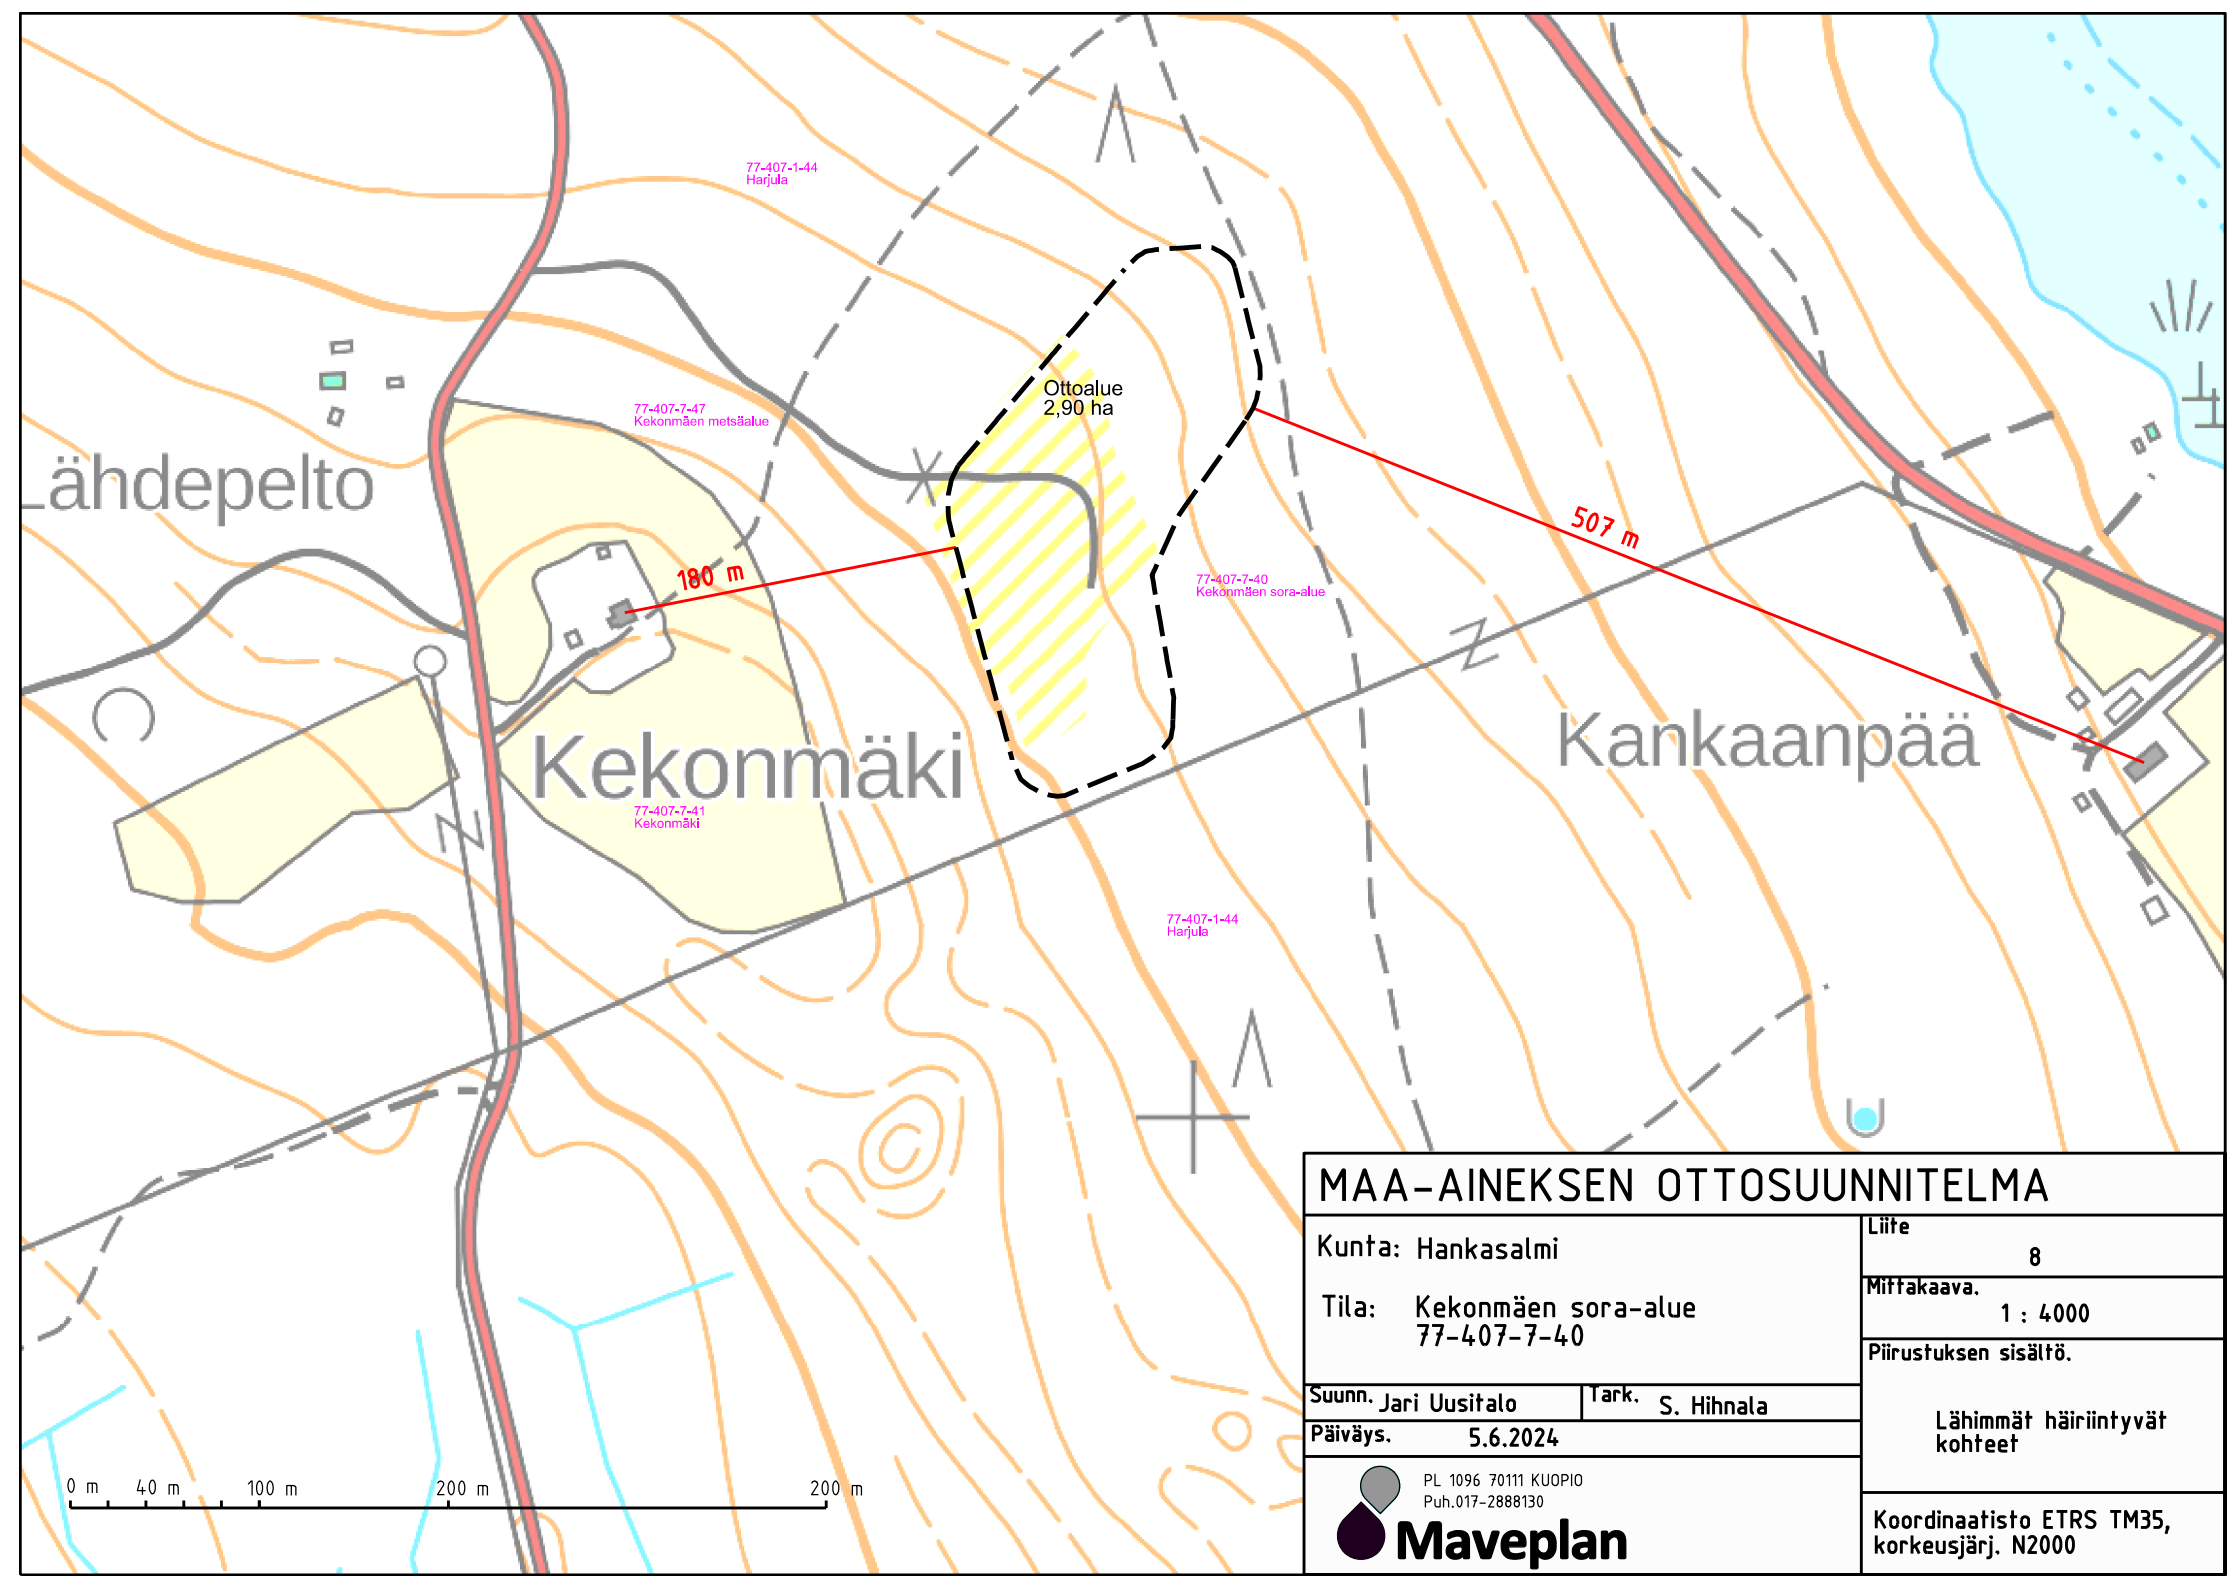 77-407-1-44
Harjula
Ottoalue
2,90 ha
77-407-7-47
Kekonmäen metsäalue
Lähdepelto
507 m
180 m
77-407-7-40
Kekonmäen sora-alue
Kankaanpää
Kekonmäki
77-407-7-41
Kekonmäki
77-407-1-44
Harjula
MAA-AINEKSEN OTTOSUUNNITELMA
Kunta: Hankasalmi
Tila: Kekonmäen sora-alue
77-407-7-40
Suunn. Jari Uusitalo
Tark. S. Hihnala
Päiväys. 5.6.2024
PL 1096 70111 KUOPIO
Puh.017-2888130
Maveplan
Liite
8
Mittakaava.
1 : 4000
Piirustuksen sisältö.
Lähimmät häiriintyvät
kohteet
Koordinaatisto ETRS TM35,
korkeusjärj. N2000
0 m 40 m 100 m 200 m 200 m